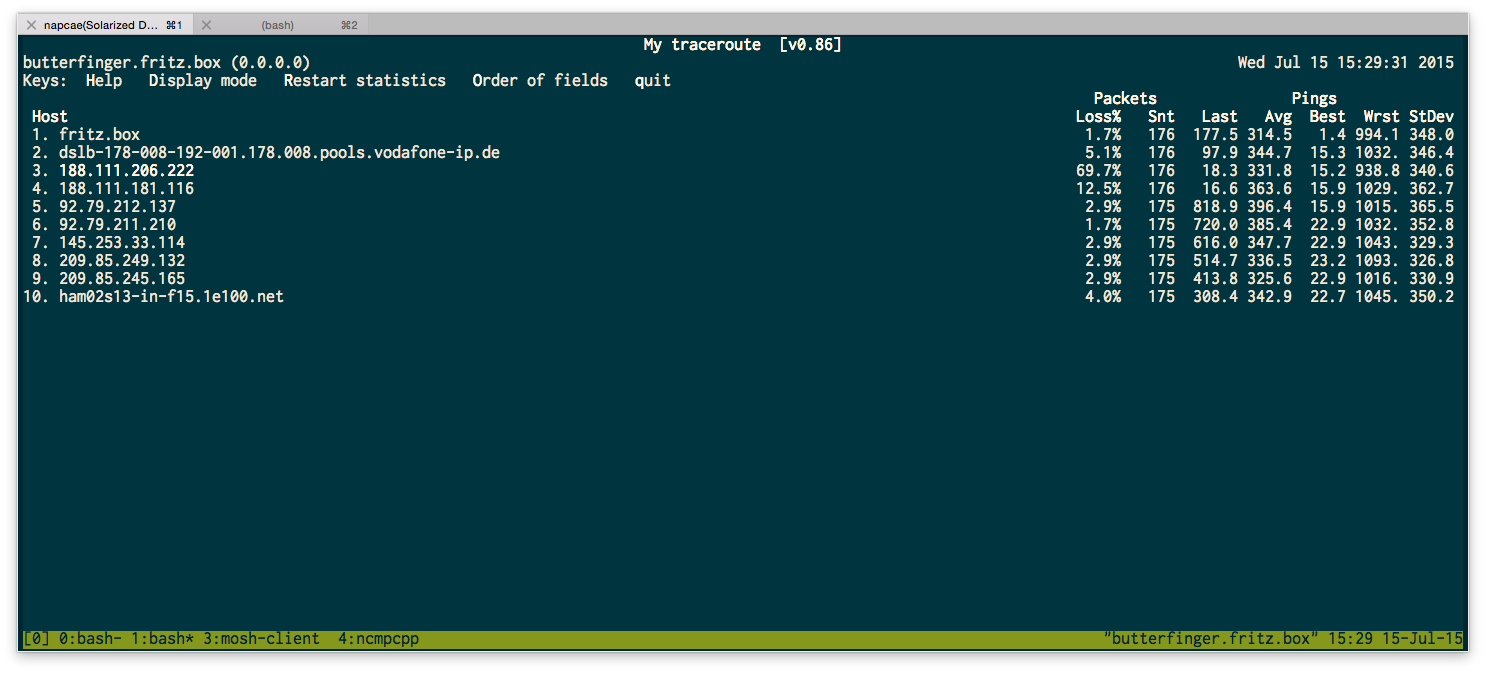 napcae(Solarized D... ⌘1 (bash) ⌘2
My traceroute [v0.86]
butterfinger.fritz.box (0.0.0.0) Wed Jul 15 15:29:31 2015
Keys: Help Display mode Restart statistics Order of fields quit
Packets Pings
Host Loss% Snt Last Avg Best Wrst StDev
1. fritz.box 1.7% 176 177.5 314.5 1.4 994.1 348.0
2. dslb-178-008-192-001.178.008.pools.vodafone-ip.de 5.1% 176 97.9 344.7 15.3 1032. 346.4
3. 188.111.206.222 69.7% 176 18.3 331.8 15.2 938.8 340.6
4. 188.111.181.116 12.5% 176 16.6 363.6 15.9 1029. 362.7
5. 92.79.212.137 2.9% 175 818.9 396.4 15.9 1015. 365.5
6. 92.79.211.210 1.7% 175 720.0 385.4 22.9 1032. 352.8
7. 145.253.33.114 2.9% 175 616.0 347.7 22.9 1043. 329.3
8. 209.85.249.132 2.9% 175 514.7 336.5 23.2 1093. 326.8
9. 209.85.245.165 2.9% 175 413.8 325.6 22.9 1016. 330.9
10. ham02s13-in-f15.1e100.net 4.0% 175 308.4 342.9 22.7 1045. 350.2
[0] 0:bash- 1:bash* 3:mosh-client 4:ncmpcpp "butterfinger.fritz.box" 15:29 15-Jul-15